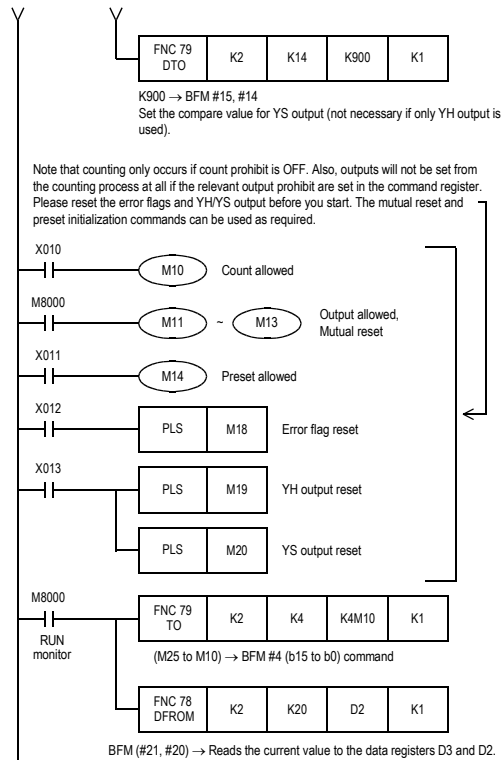 FNC 79
DTO
K2
K14
K900
K1
K900 → BFM #15, #14
Set the compare value for YS output (not necessary if only YH output is
used).
Note that counting only occurs if count prohibit is OFF. Also, outputs will not be set from
the counting process at all if the relevant output prohibit are set in the command register.
Please reset the error flags and YH/YS output before you start. The mutual reset and
preset initialization commands can be used as required.
X010
M10
Count allowed
M8000
M11
~
M13
Output allowed,
Mutual reset
X011
M14
Preset allowed
X012
PLS
M18
Error flag reset
X013
PLS
M19
YH output reset
PLS
M20
YS output reset
M8000
RUN
monitor
FNC 79
TO
K2
K4
K4M10
K1
(M25 to M10) → BFM #4 (b15 to b0) command
FNC 78
DFROM
K2
K20
D2
K1
BFM (#21, #20) → Reads the current value to the data registers D3 and D2.